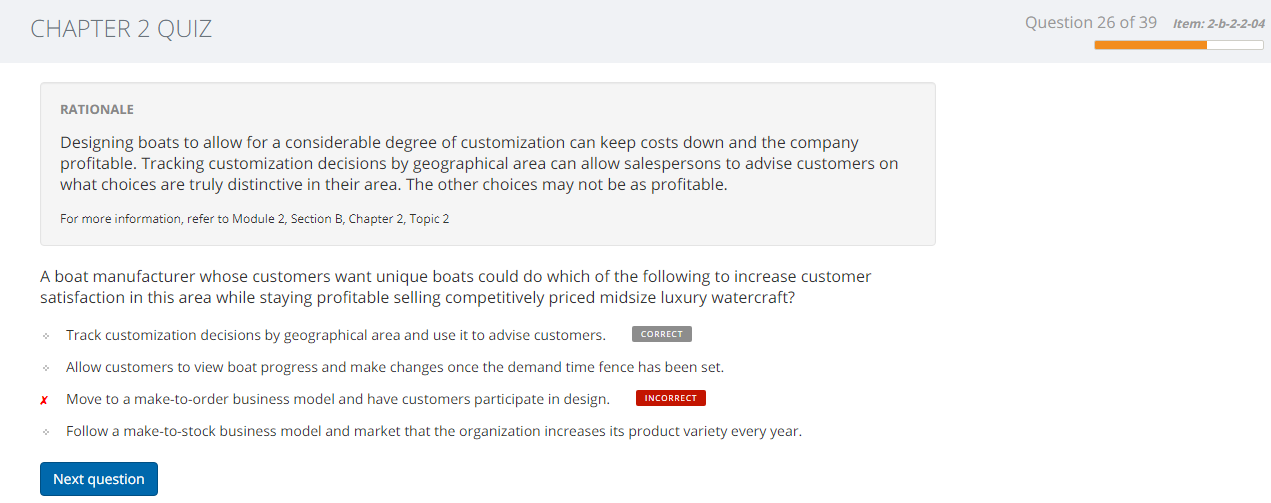 CHAPTER 2 QUIZ
Question 26 of 39 Item: 2-b-2-2-04
RATIONALE
Designing boats to allow for a considerable degree of customization can keep costs down and the company
profitable. Tracking customization decisions by geographical area can allow salespersons to advise customers on
what choices are truly distinctive in their area. The other choices may not be as profitable.
For more information, refer to Module 2, Section B, Chapter 2, Topic 2
A boat manufacturer whose customers want unique boats could do which of the following to increase customer
satisfaction in this area while staying profitable selling competitively priced midsize luxury watercraft?
Track customization decisions by geographical area and use it to advise customers. CORRECT
Allow customers to view boat progress and make changes once the demand time fence has been set.
✗ Move to a make-to-order business model and have customers participate in design. INCORRECT
Follow a make-to-stock business model and market that the organization increases its product variety every year.
Next question